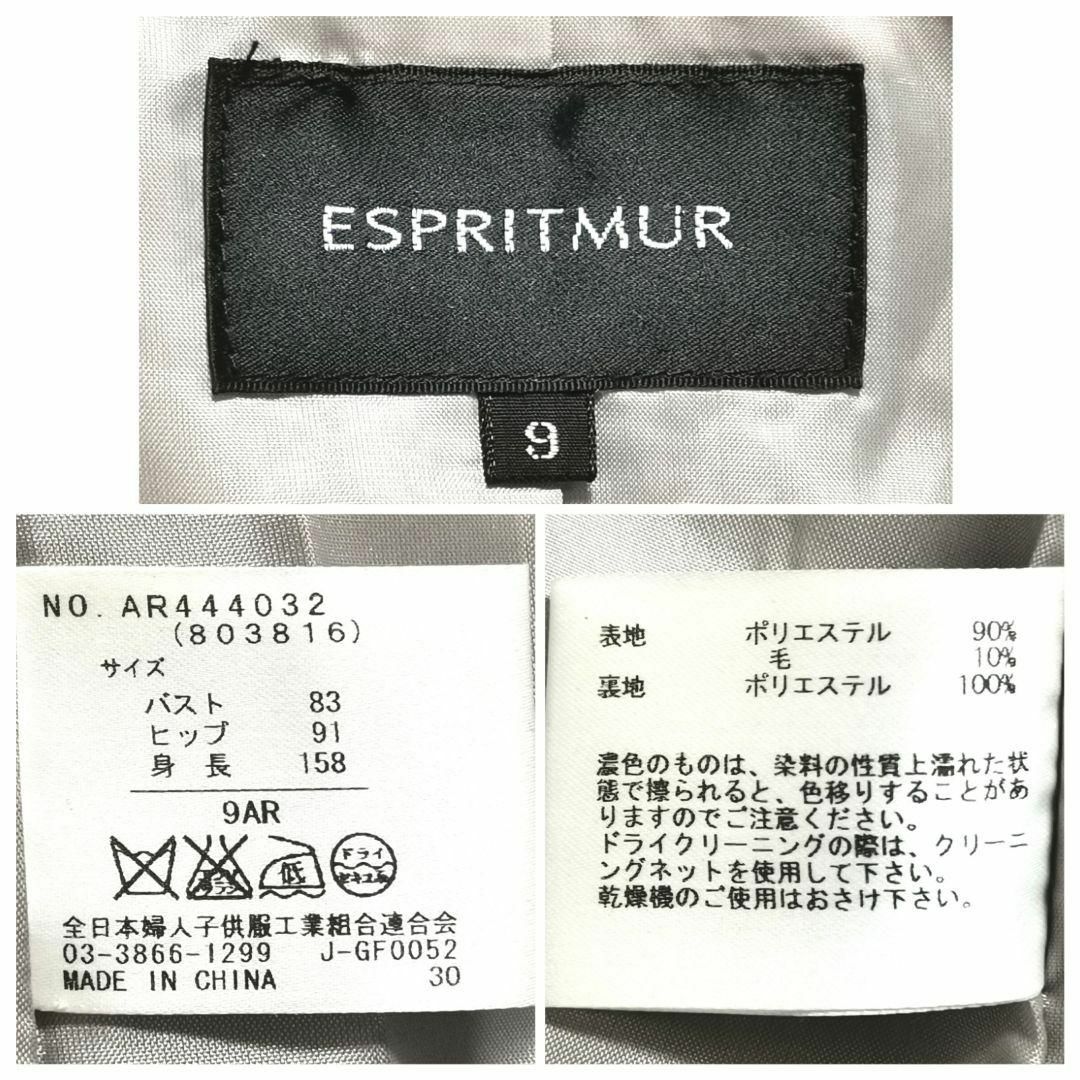 ESPRITMUR
9
NO. AR444032
(803816)
サイズ
バスト 83
ヒップ 91
身 長 158
9AR
低
ドライ
セキユ系
全日本婦人子供服工業組合連合会
03-3866-1299 J-GF0052
MADE IN CHINA 30
表地 ポリエステル 90%
毛 10%
裏地 ポリエステル 100%
濃色のものは、染料の性質上濡れた状
態で擦られると、色移りすることがあ
りますのでご注意ください。
ドライクリーニングの際は、クリーニ
ングネットを使用して下さい。
乾燥機のご使用はおさけ下さい。